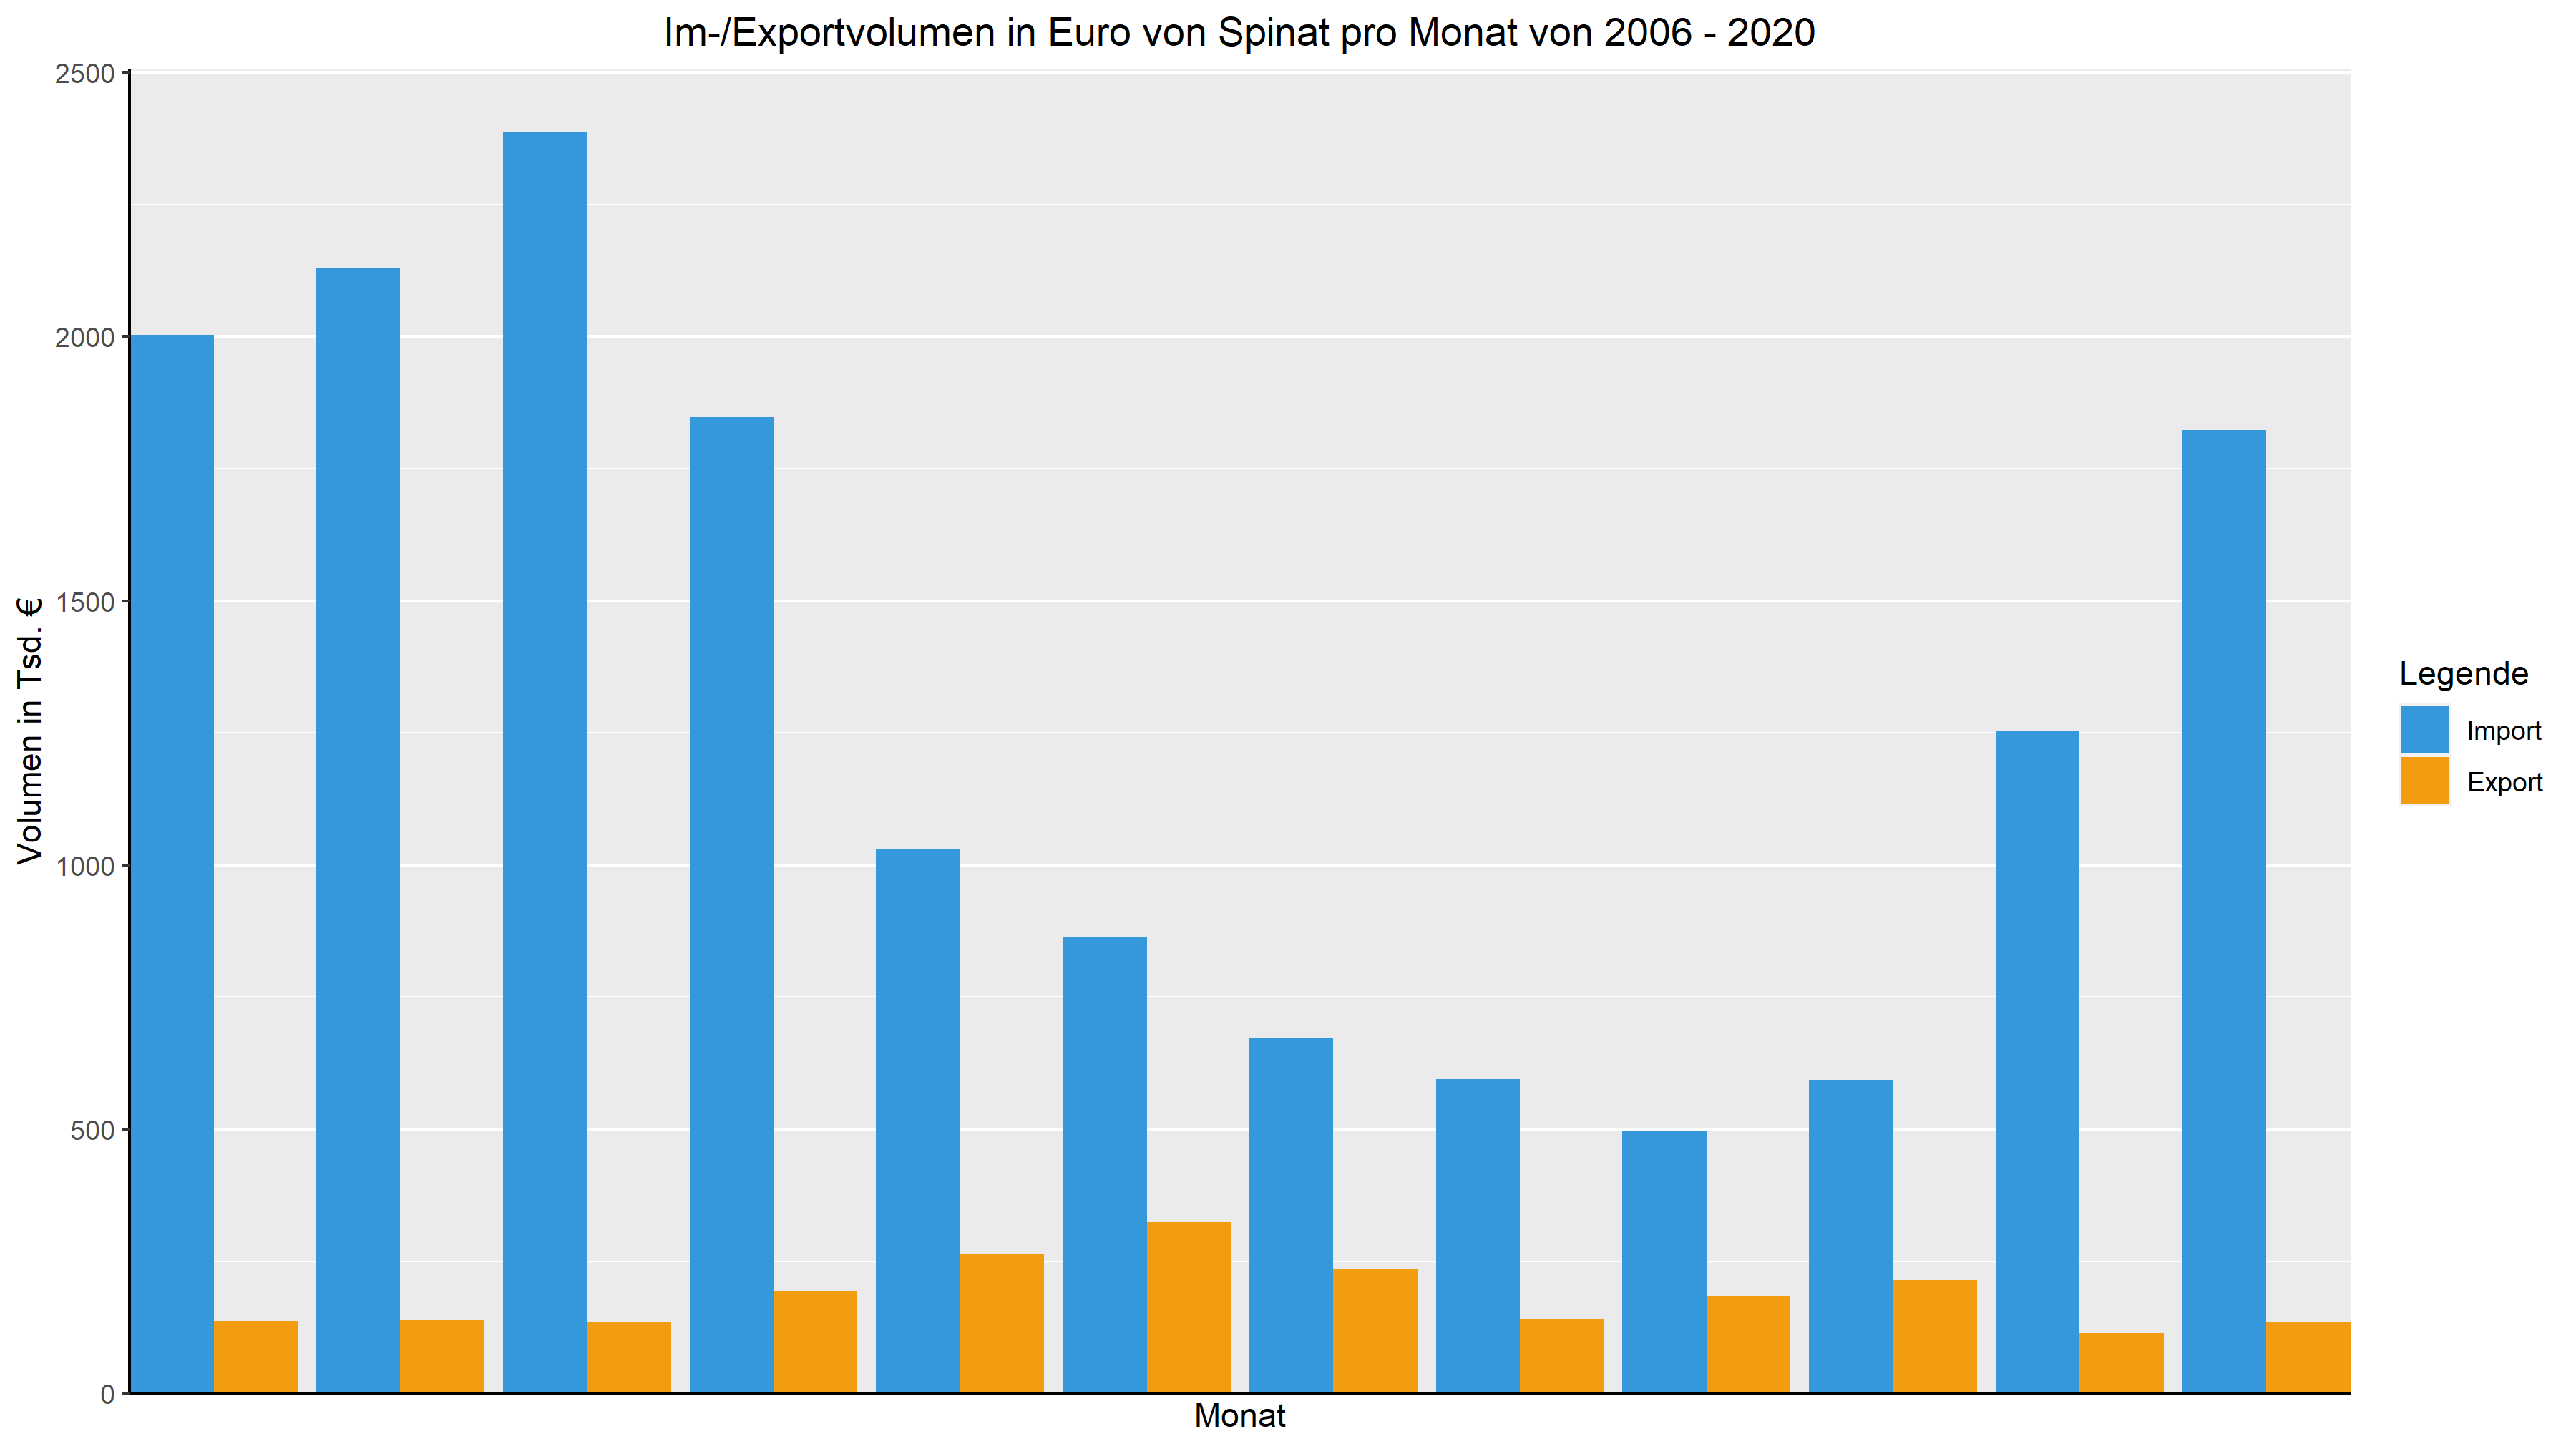 Im-/Exportvolumen in Euro von Spinat pro Monat von 2006 - 2020
Volumen in Tsd. €
2500
2000
1500
1000
500
0
Monat
Legende
Import
Export